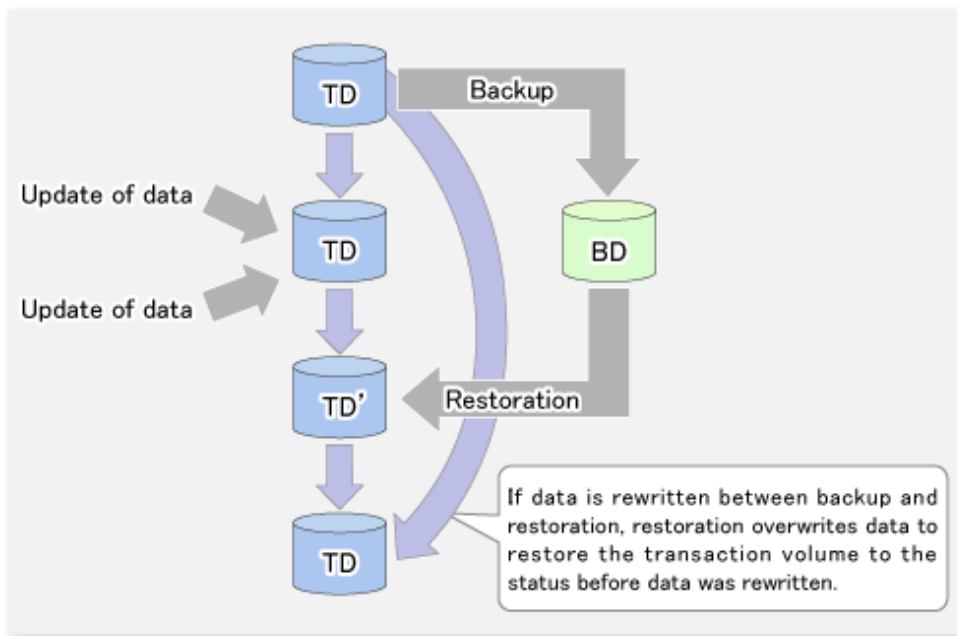 TD
Backup
Update of data
TD
BD
Update of data
TD’
Restoration
If data is rewritten between backup and
restoration, restoration overwrites data to
restore the transaction volume to the
status before data was rewritten.
TD